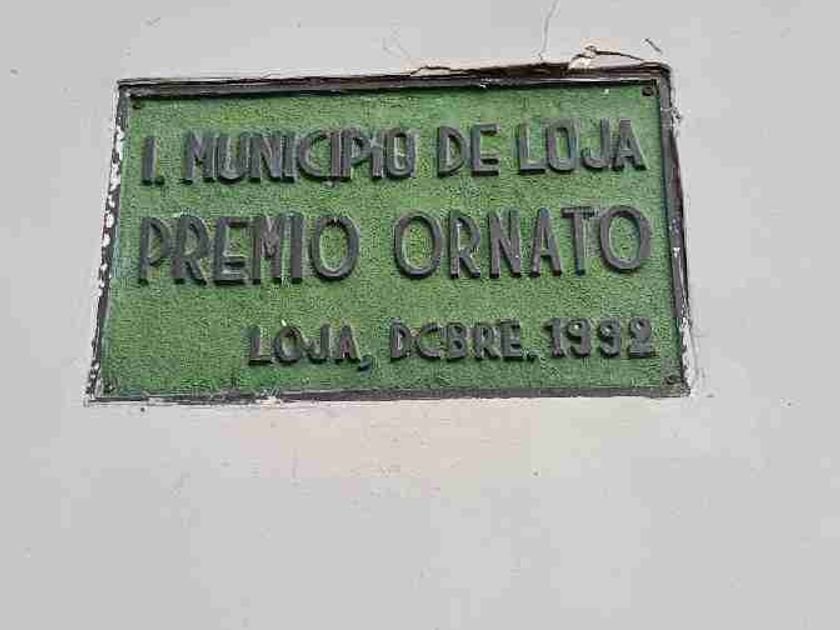 I. MUNICIPIO DE LOJA
PREMIO ORNATO
LOJA, DCBRE. 1992